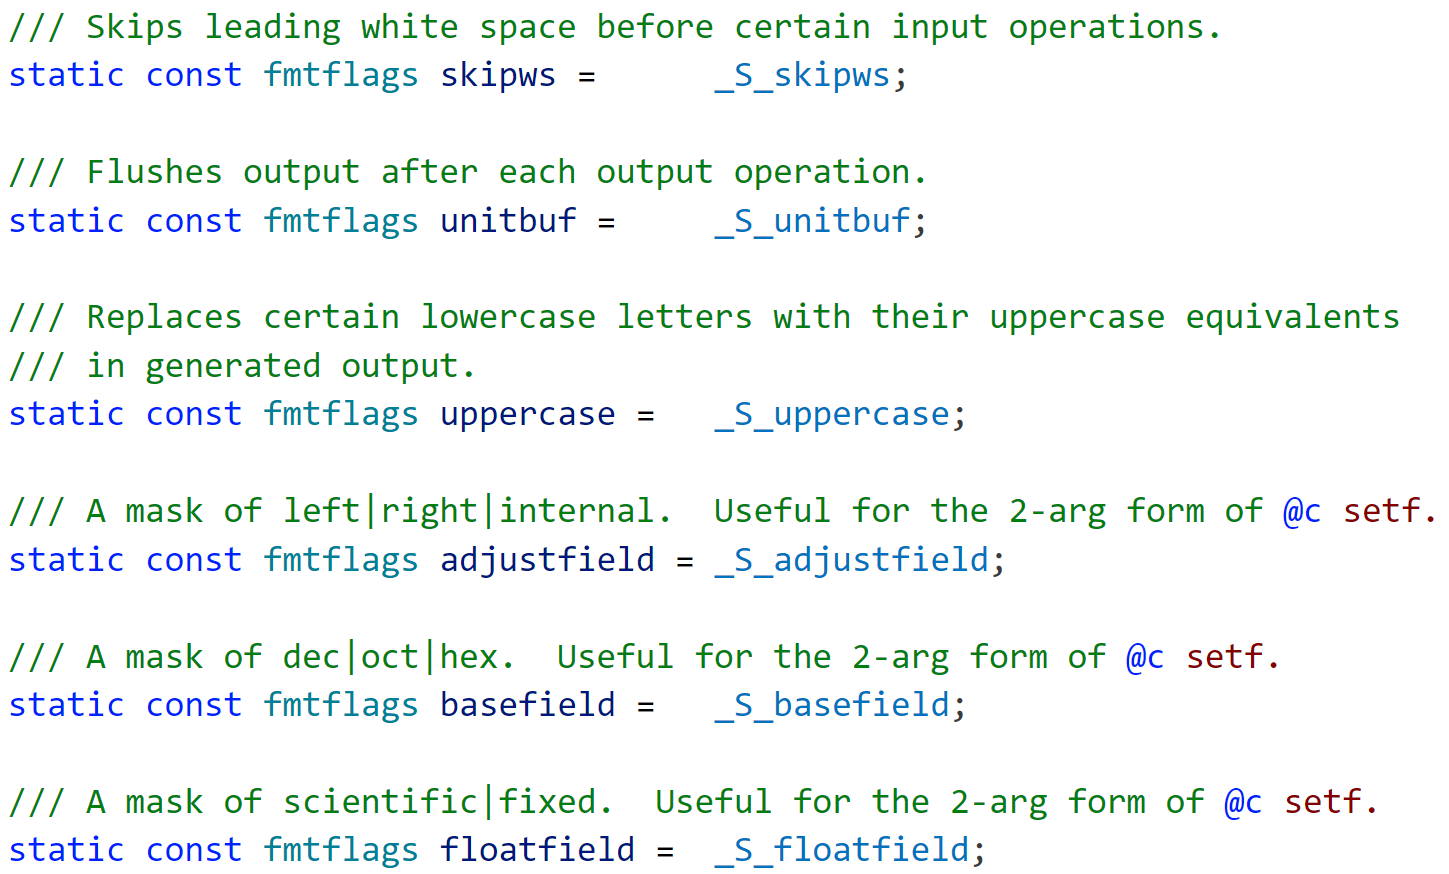 /// Skips leading white space before certain input operations.
static const fmtflags skipws =      _S_skipws;
/// Flushes output after each output operation.
static const fmtflags unitbuf =     _S_unitbuf;
/// Replaces certain lowercase letters with their uppercase equivalents
/// in generated output.
static const fmtflags uppercase =   _S_uppercase;
/// A mask of left|right|internal.  Useful for the 2-arg form of @c setf.
static const fmtflags adjustfield = _S_adjustfield;
/// A mask of dec|oct|hex.  Useful for the 2-arg form of @c setf.
static const fmtflags basefield =   _S_basefield;
/// A mask of scientific|fixed.  Useful for the 2-arg form of @c setf.
static const fmtflags floatfield =  _S_floatfield;